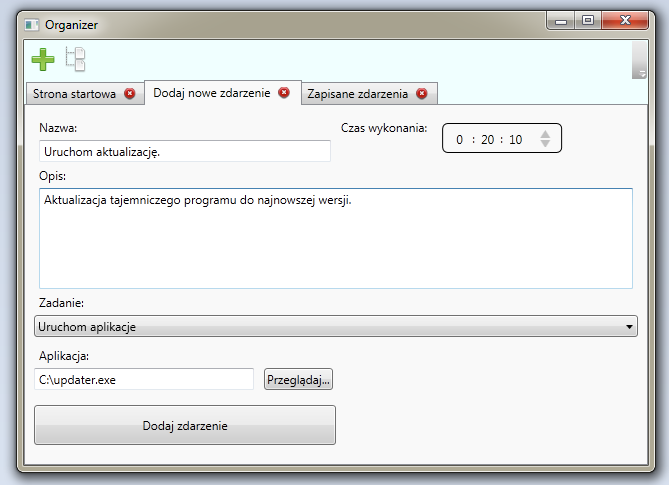 Organizer
Strona startowa
Dodaj nowe zdarzenie
Zapisane zdarzenia
Nazwa:
Czas wykonania:
0 : 20 : 10
Uruchom aktualizację.
Opis:
Aktualizacja tajemniczego programu do najnowszej wersji.
Zadanie:
Uruchom aplikacje
Aplikacja:
C:\updater.exe
Przeglądaj...
Dodaj zdarzenie